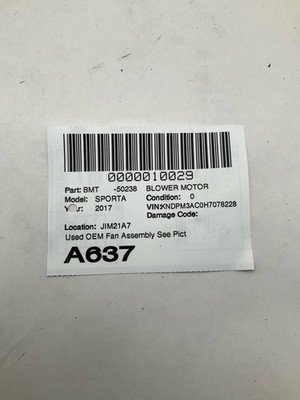 0000010029
Part: BMT -50238 BLOWER MOTOR
Model: SPORTA Condition: 0
Year: 2017 VIN:KNDPM3AC0H7078228
Damage Code:
Location: JIM21A7
Used OEM Fan Assembly See Pict
A637